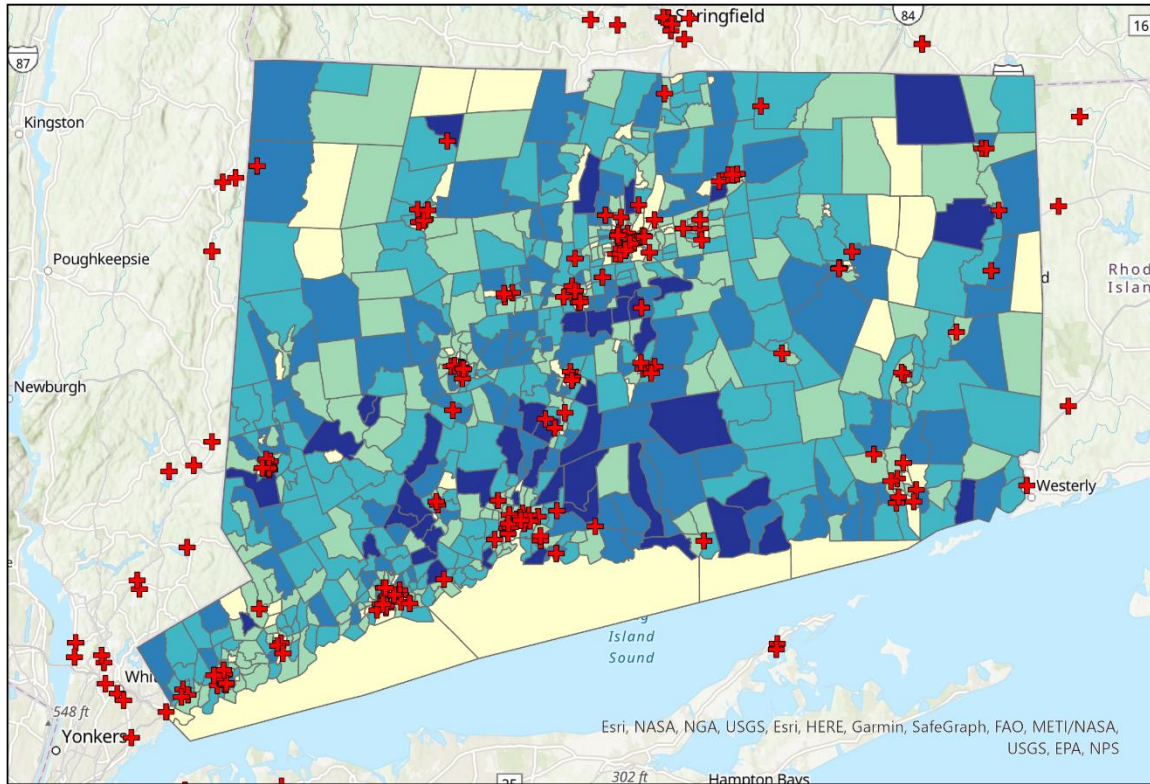 Springfield
84
16
87
Kingston
Poughkeepsie
Rhod
Islan
d
Newburgh
Westerly
Island
Sound
Whi
548 ft
Yonkers
Esri, NASA, NGA, USGS, Esri, HERE, Garmin, SafeGraph, FAO, METI/NASA,
USGS, EPA, NPS
25
302 ft
Hampton Bays